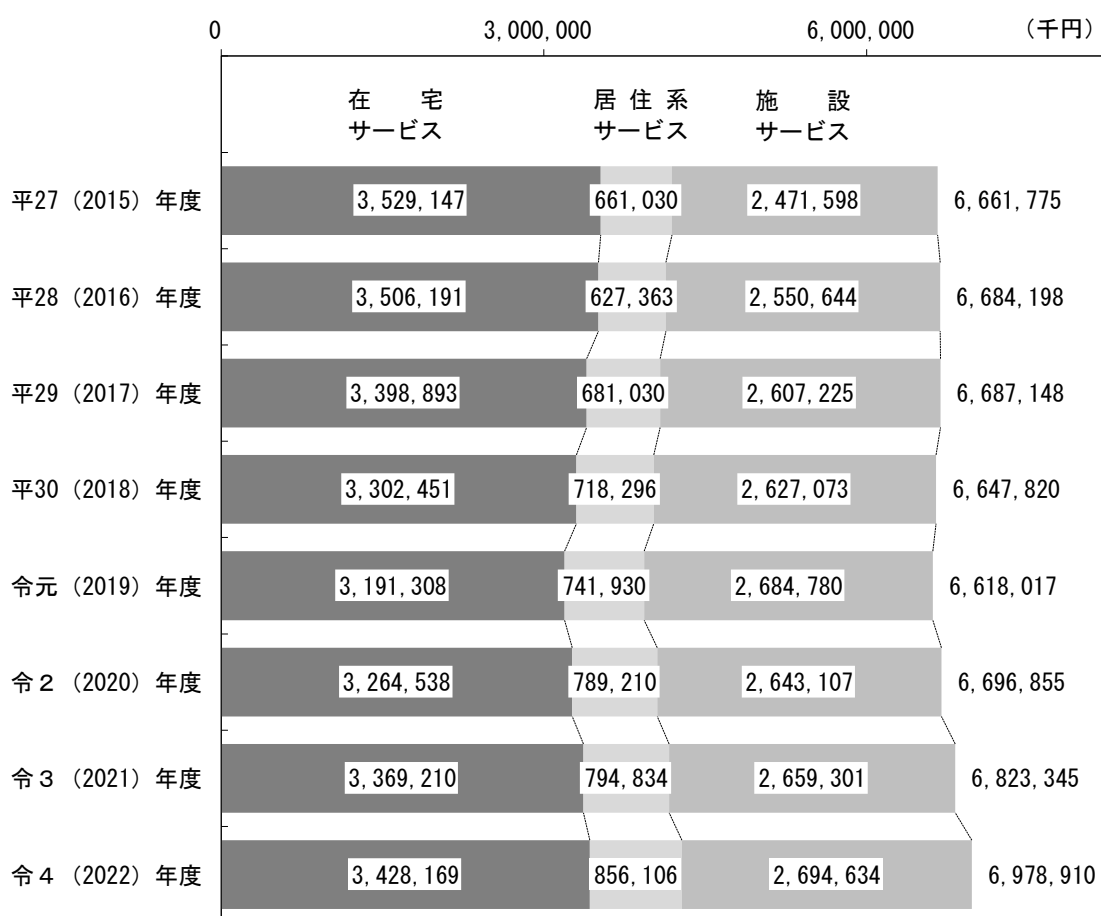 0 3,000,000 6,000,000 （千円）
在　宅 居住系 施　設
サービス サービス サービス
平27（2015）年度 3,529,147 661,030 2,471,598 6,661,775
平28（2016）年度 3,506,191 627,363 2,550,644 6,684,198
平29（2017）年度 3,398,893 681,030 2,607,225 6,687,148
平30（2018）年度 3,302,451 718,296 2,627,073 6,647,820
令元（2019）年度 3,191,308 741,930 2,684,780 6,618,017
令２（2020）年度 3,264,538 789,210 2,643,107 6,696,855
令３（2021）年度 3,369,210 794,834 2,659,301 6,823,345
令４（2022）年度 3,428,169 856,106 2,694,634 6,978,910